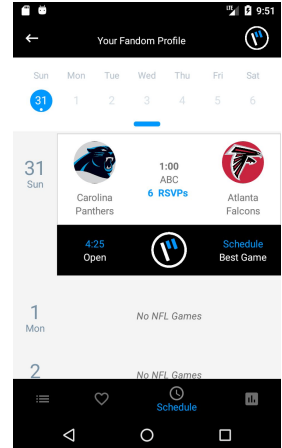 LTE 9:51
Your Fandom Profile
Sun Mon Tue Wed Thu Fri Sat
31 1 2 3 4 5 6
31
Sun
1:00
ABC
6 RSVPs
Carolina
Panthers
Atlanta
Falcons
4:25
Open
Schedule
Best Game
1
Mon
No NFL Games
2
No NFL Games
Schedule